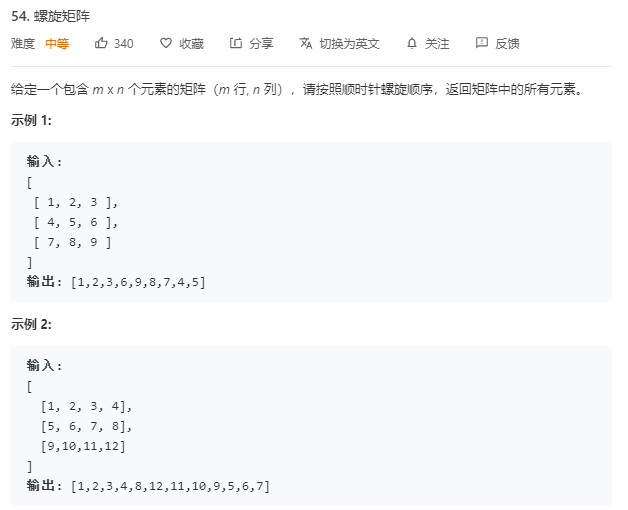 54. 螺旋矩阵
难度 中等 340 收藏 分享 切换为英文 关注 反馈
给定一个包含 m x n 个元素的矩阵（m 行, n 列），请按照顺时针螺旋顺序，返回矩阵中的所有元素。
示例 1:
输入:
[
[ 1, 2, 3 ],
[ 4, 5, 6 ],
[ 7, 8, 9 ]
]
输出: [1,2,3,6,9,8,7,4,5]
示例 2:
输入:
[
[1, 2, 3, 4],
[5, 6, 7, 8],
[9,10,11,12]
]
输出: [1,2,3,4,8,12,11,10,9,5,6,7]